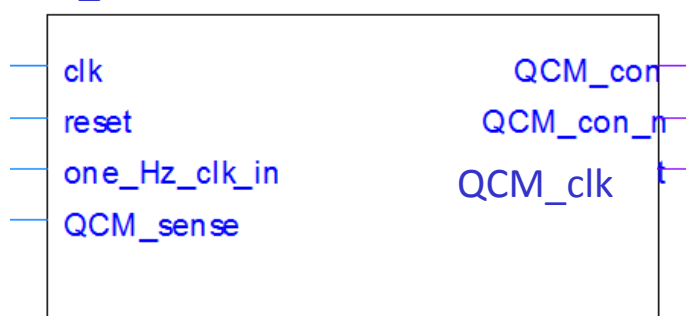 clk
QCM_con
reset
QCM_con_n
one_Hz_clk_in
QCM_clk
t
QCM_sense